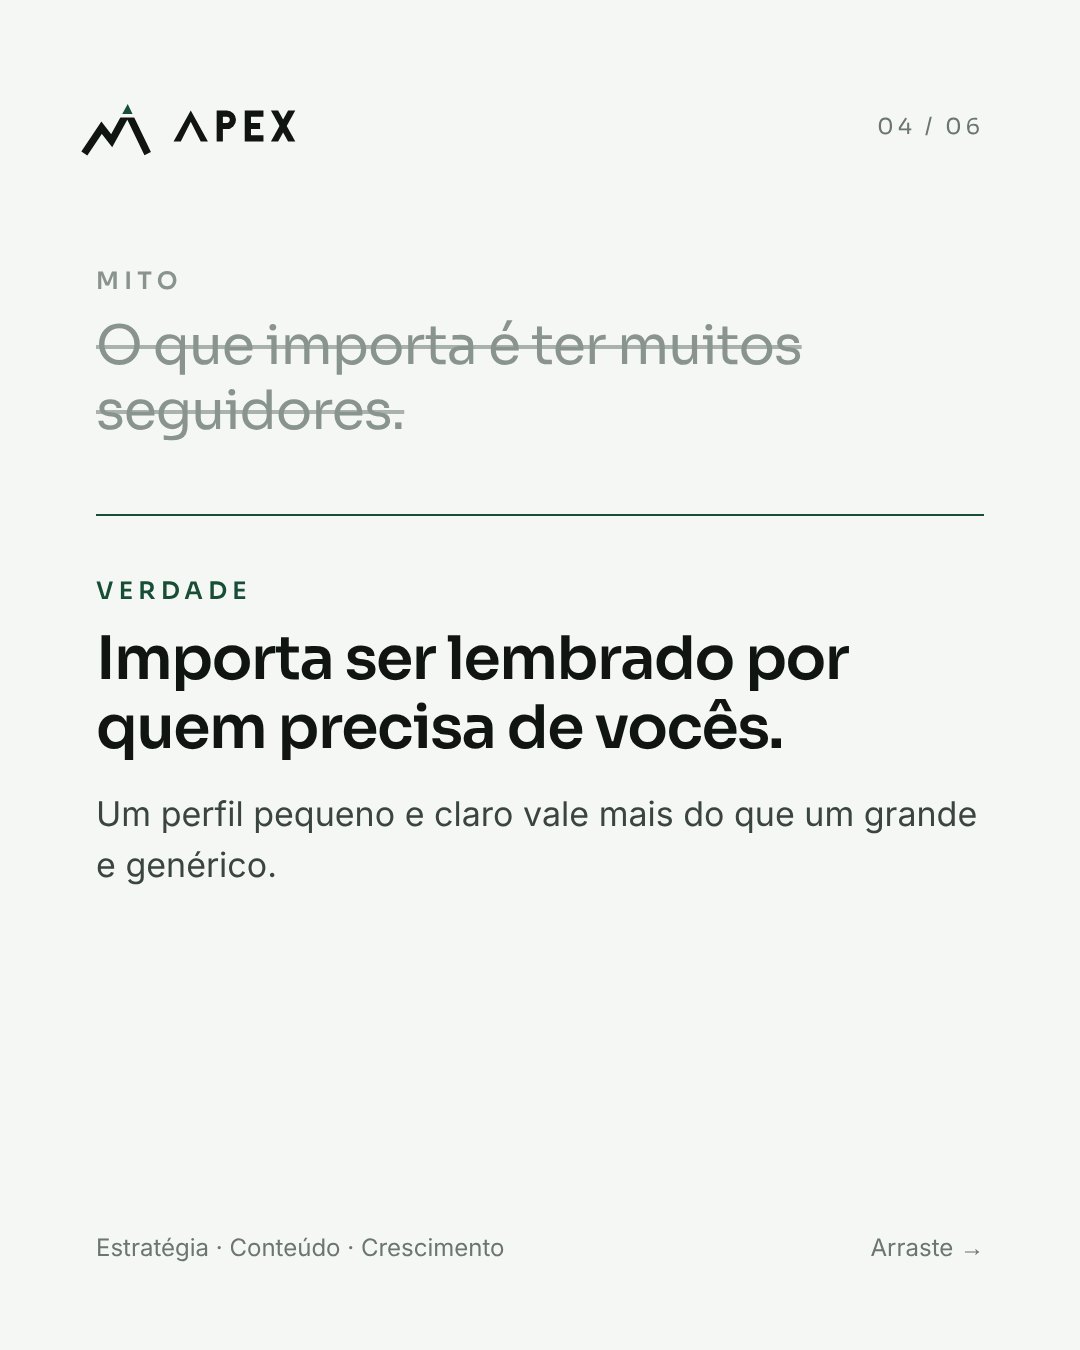 APEX
04 / 06
MITO
O que importa é ter muitos
seguidores.
VERDADE
Importa ser lembrado por
quem precisa de vocês.
Um perfil pequeno e claro vale mais do que um grande
e genérico.
Estratégia · Conteúdo · Crescimento
Arraste →